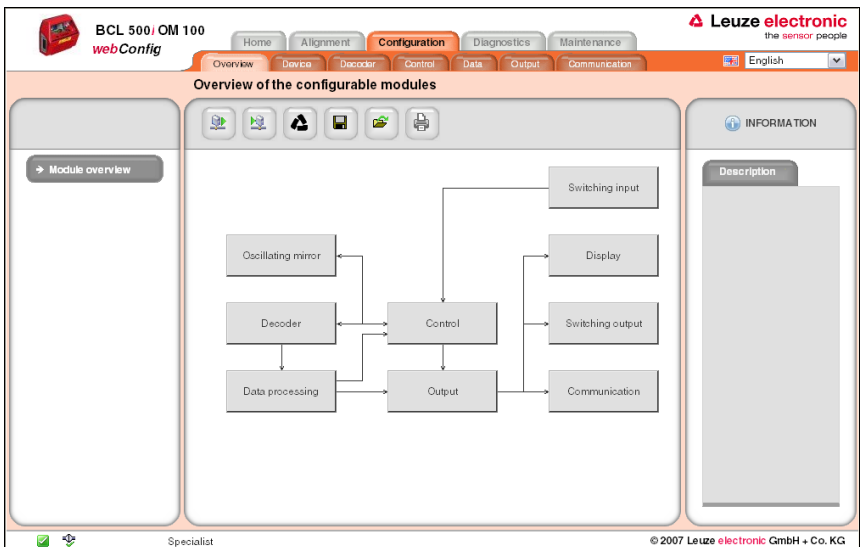 BCL 500i OM 100
webConfig
Home Alignment Configuration Diagnostics Maintenance
Leuze electronic
the sensor people
Overview Device Decoder Control Data Output Communication
English
Overview of the configurable modules
INFORMATION
Module overview
Description
Switching input
Oscillating mirror
Display
Decoder
Control
Switching output
Data processing
Output
Communication
Specialist
© 2007 Leuze electronic GmbH + Co. KG